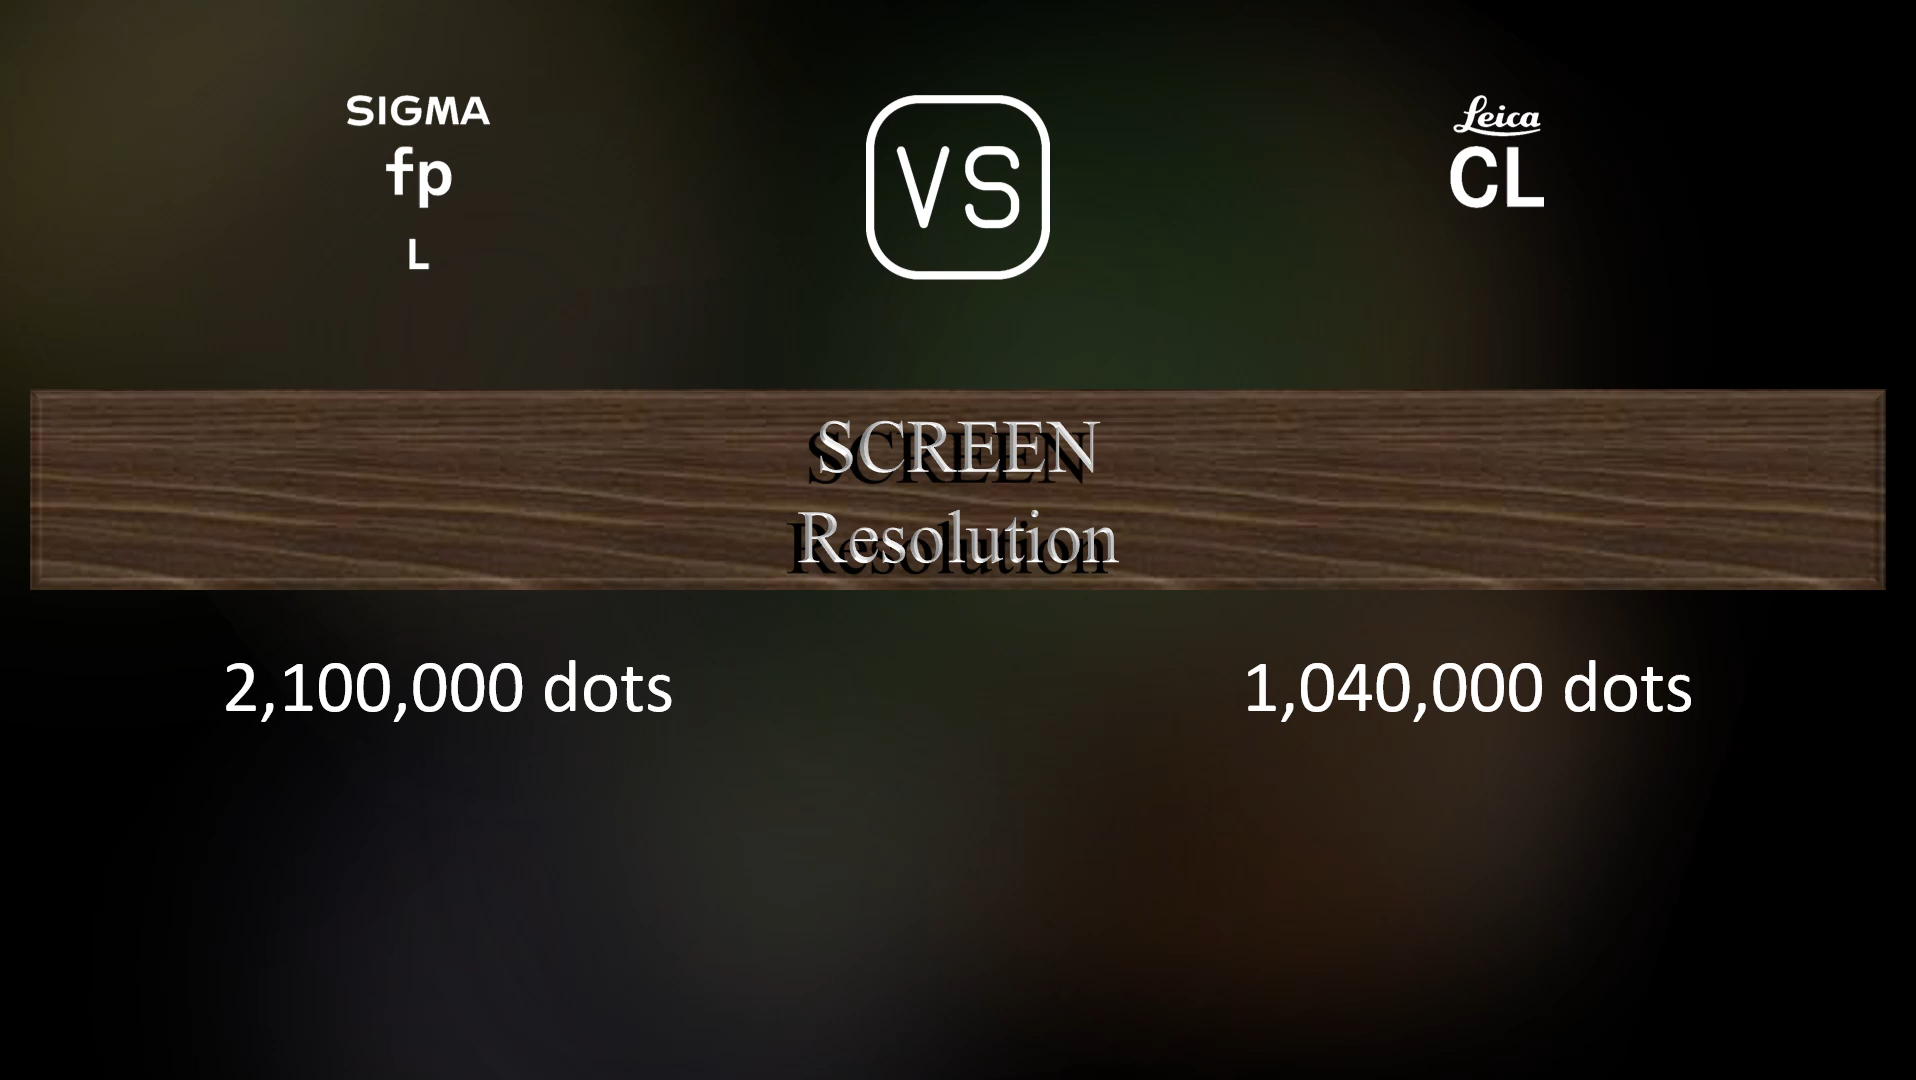 SIGMA
fp
L
VS
Leica
CL
SCREEN
Resolution
2,100,000 dots
1,040,000 dots